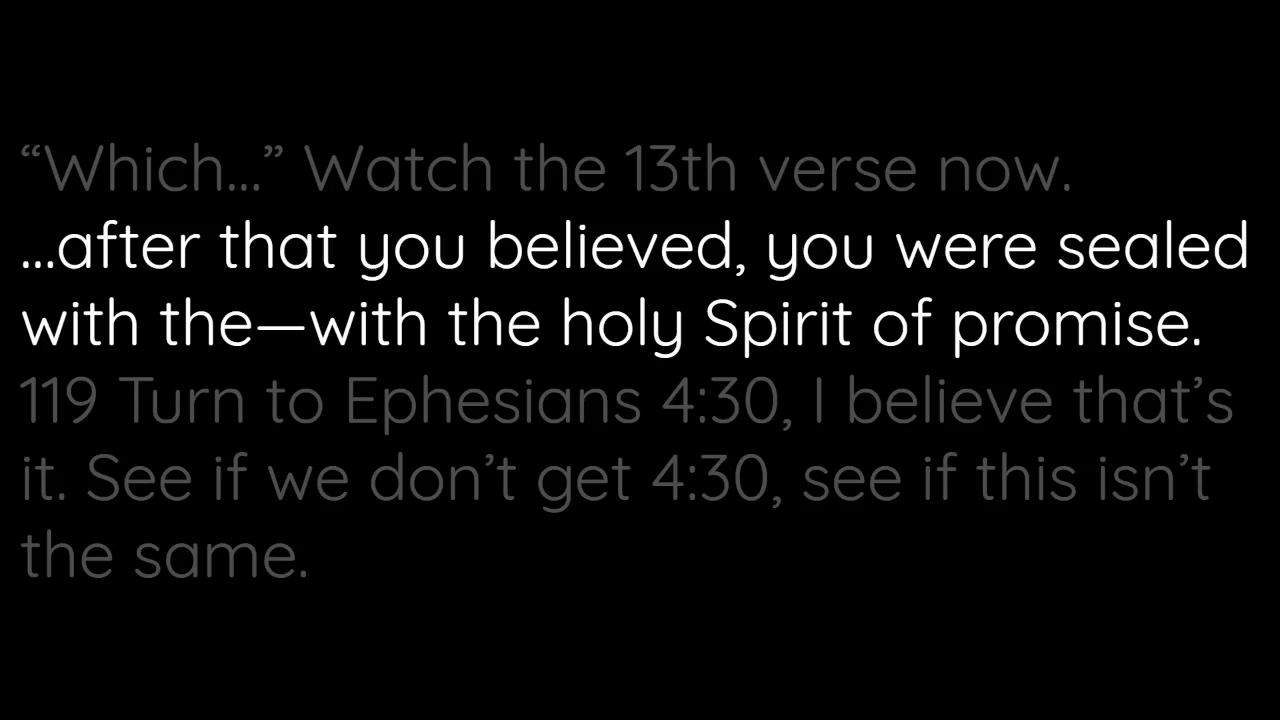 “Which...” Watch the 13th verse now.
...after that you believed, you were sealed
with the—with the holy Spirit of promise.
119 Turn to Ephesians 4:30, I believe that’s
it. See if we don’t get 4:30, see if this isn’t
the same.